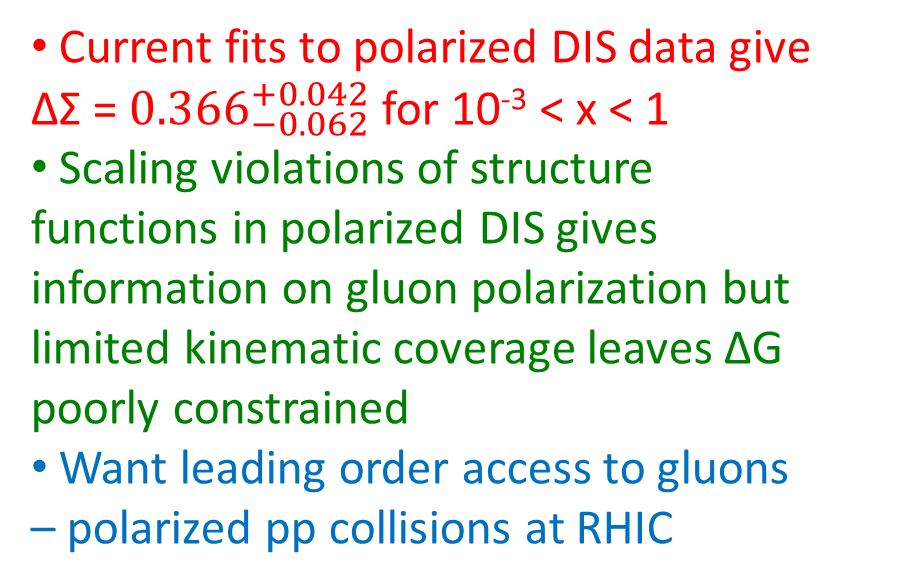 • Current fits to polarized DIS data give
ΔΣ = 0.366^{+0.042}_{−0.062} for 10^{-3} < x < 1
• Scaling violations of structure
functions in polarized DIS gives
information on gluon polarization but
limited kinematic coverage leaves ΔG
poorly constrained
• Want leading order access to gluons
– polarized pp collisions at RHIC